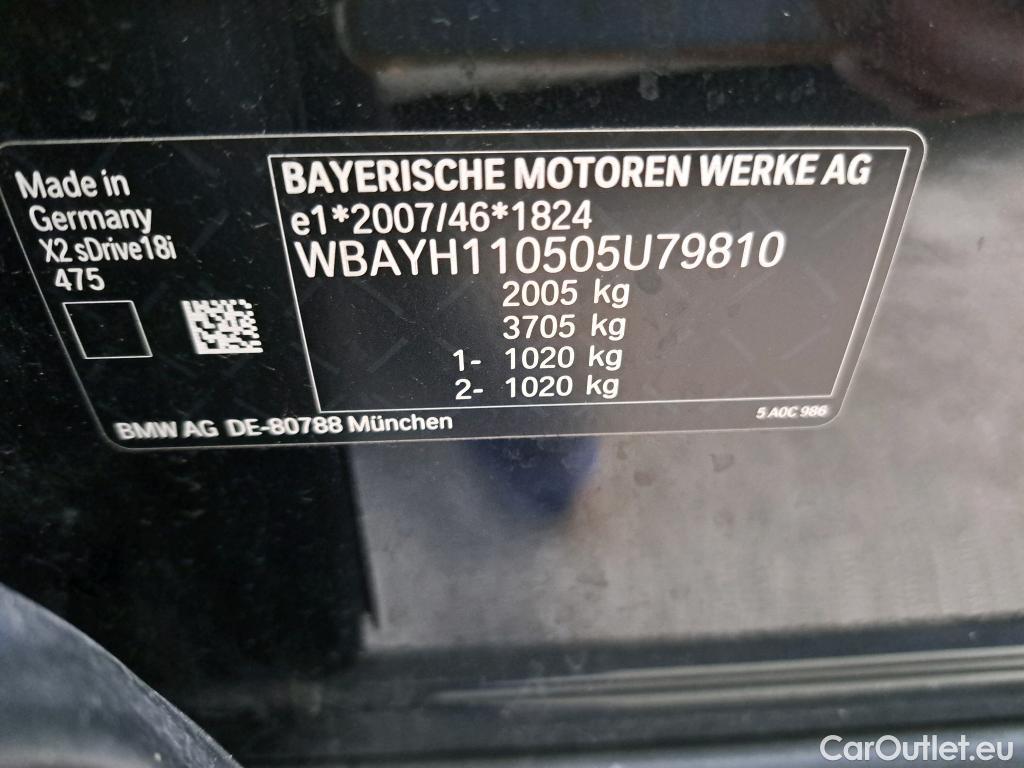 Made in
Germany
X2 sDrive18i
475
BAYERISCHE MOTOREN WERKE AG
e1*2007/46*1824
WBAYH110505U79810
2005 kg
3705 kg
1- 1020 kg
2- 1020 kg
BMW AG DE-80788 München
5 A0C 986
CarOutlet.eu